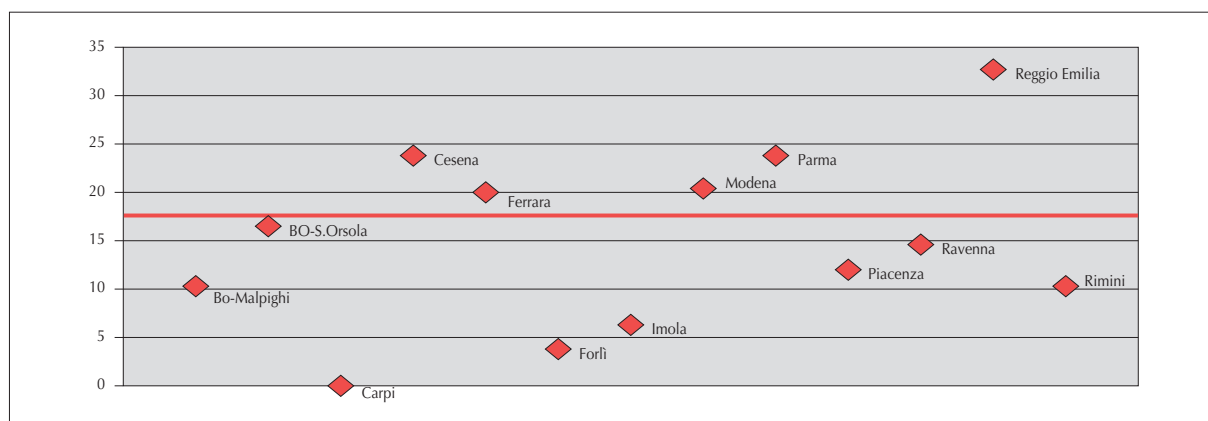 35
Reggio Emilia
30
25
Cesena
Parma
Modena
20
Ferrara
BO-S.Orsola
15
Ravenna
Piacenza
Rimini
10
Bo-Malpighi
Imola
5
Forlì
0
Carpi